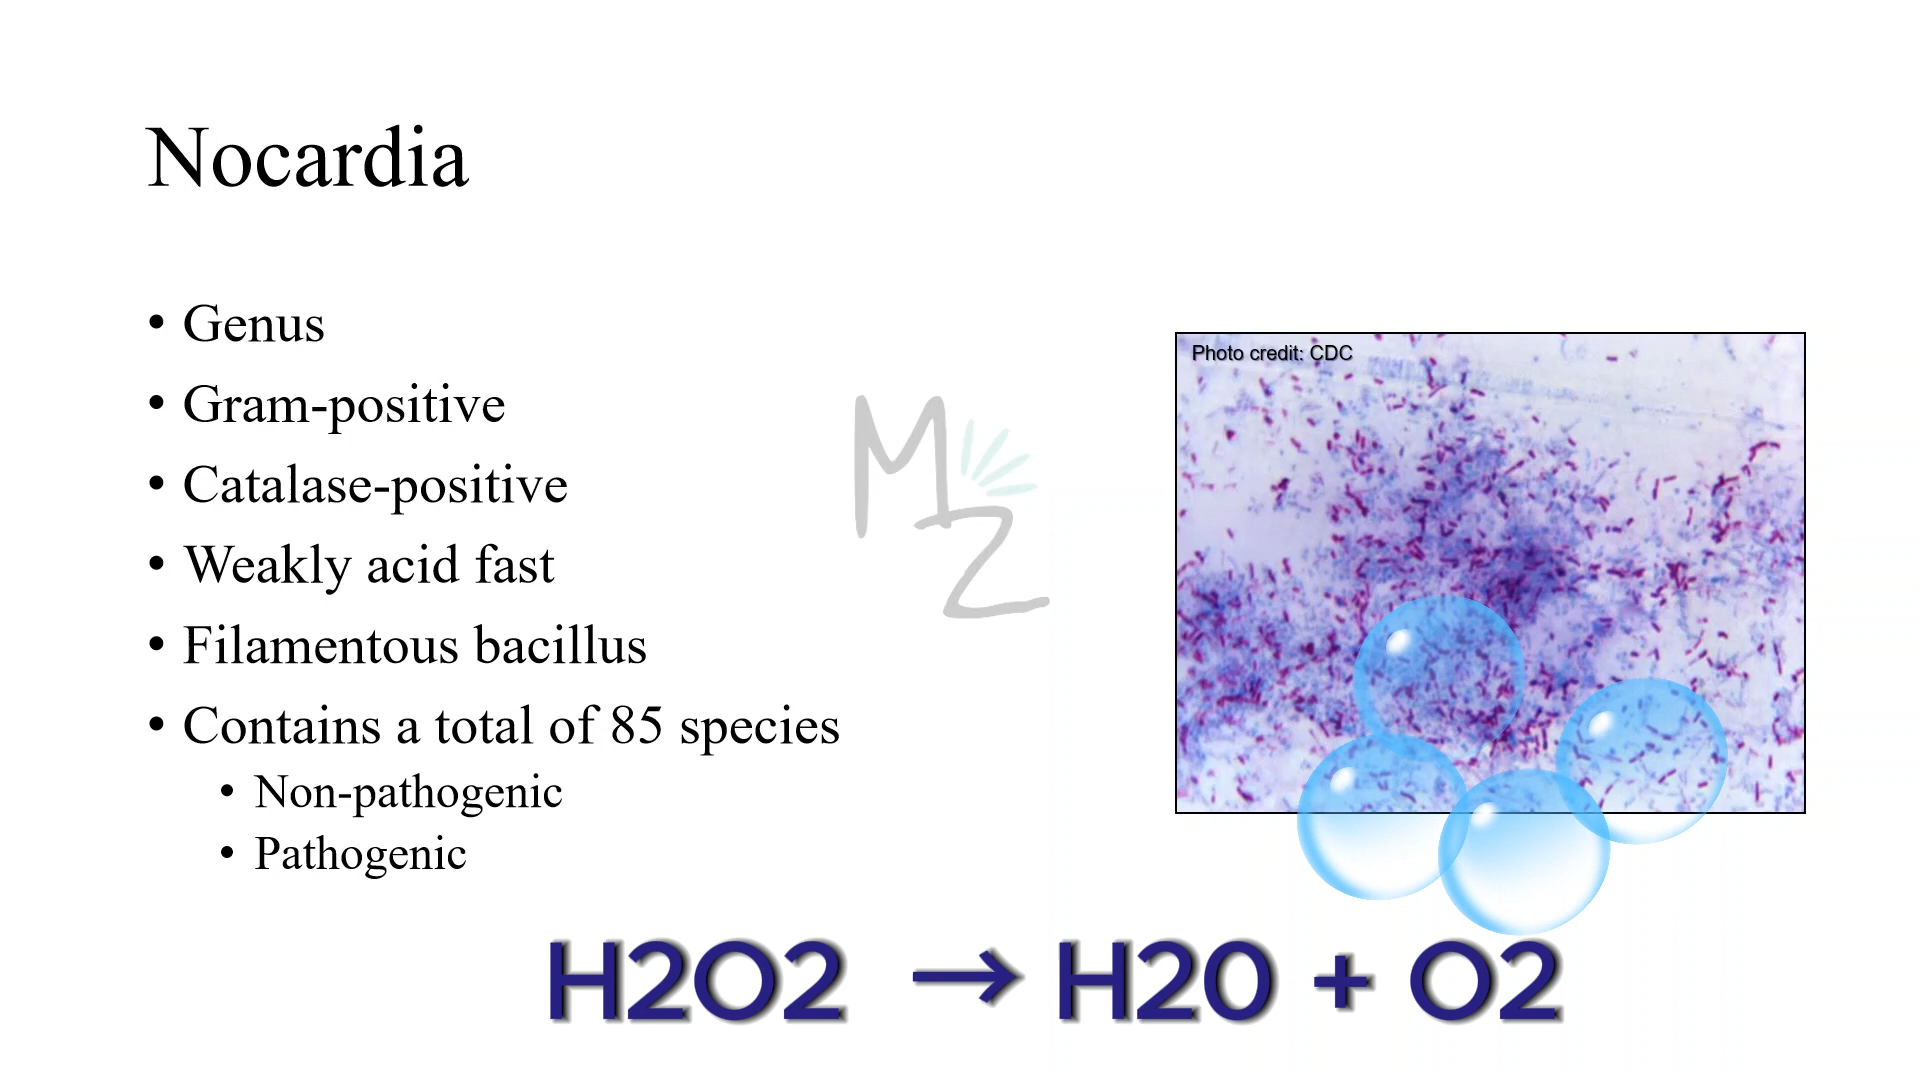 Nocardia
• Genus
• Gram-positive
• Catalase-positive
• Weakly acid fast
• Filamentous bacillus
• Contains a total of 85 species
• Non-pathogenic
• Pathogenic
MZ
Photo credit: CDC
H2O2 → H20 + O2